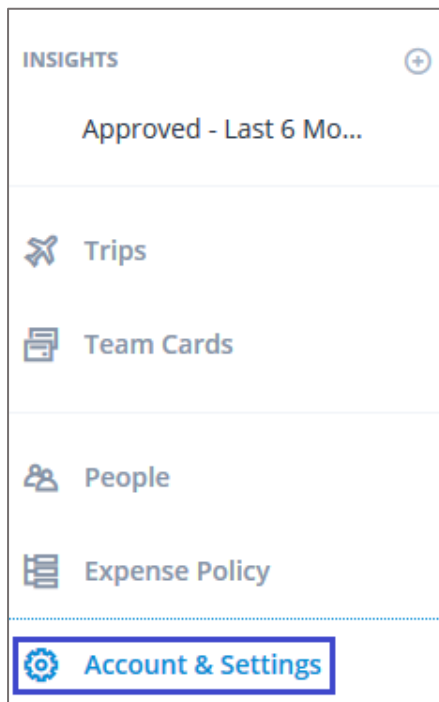 INSIGHTS
Approved - Last 6 Mo...
Trips
Team Cards
People
Expense Policy
Account & Settings